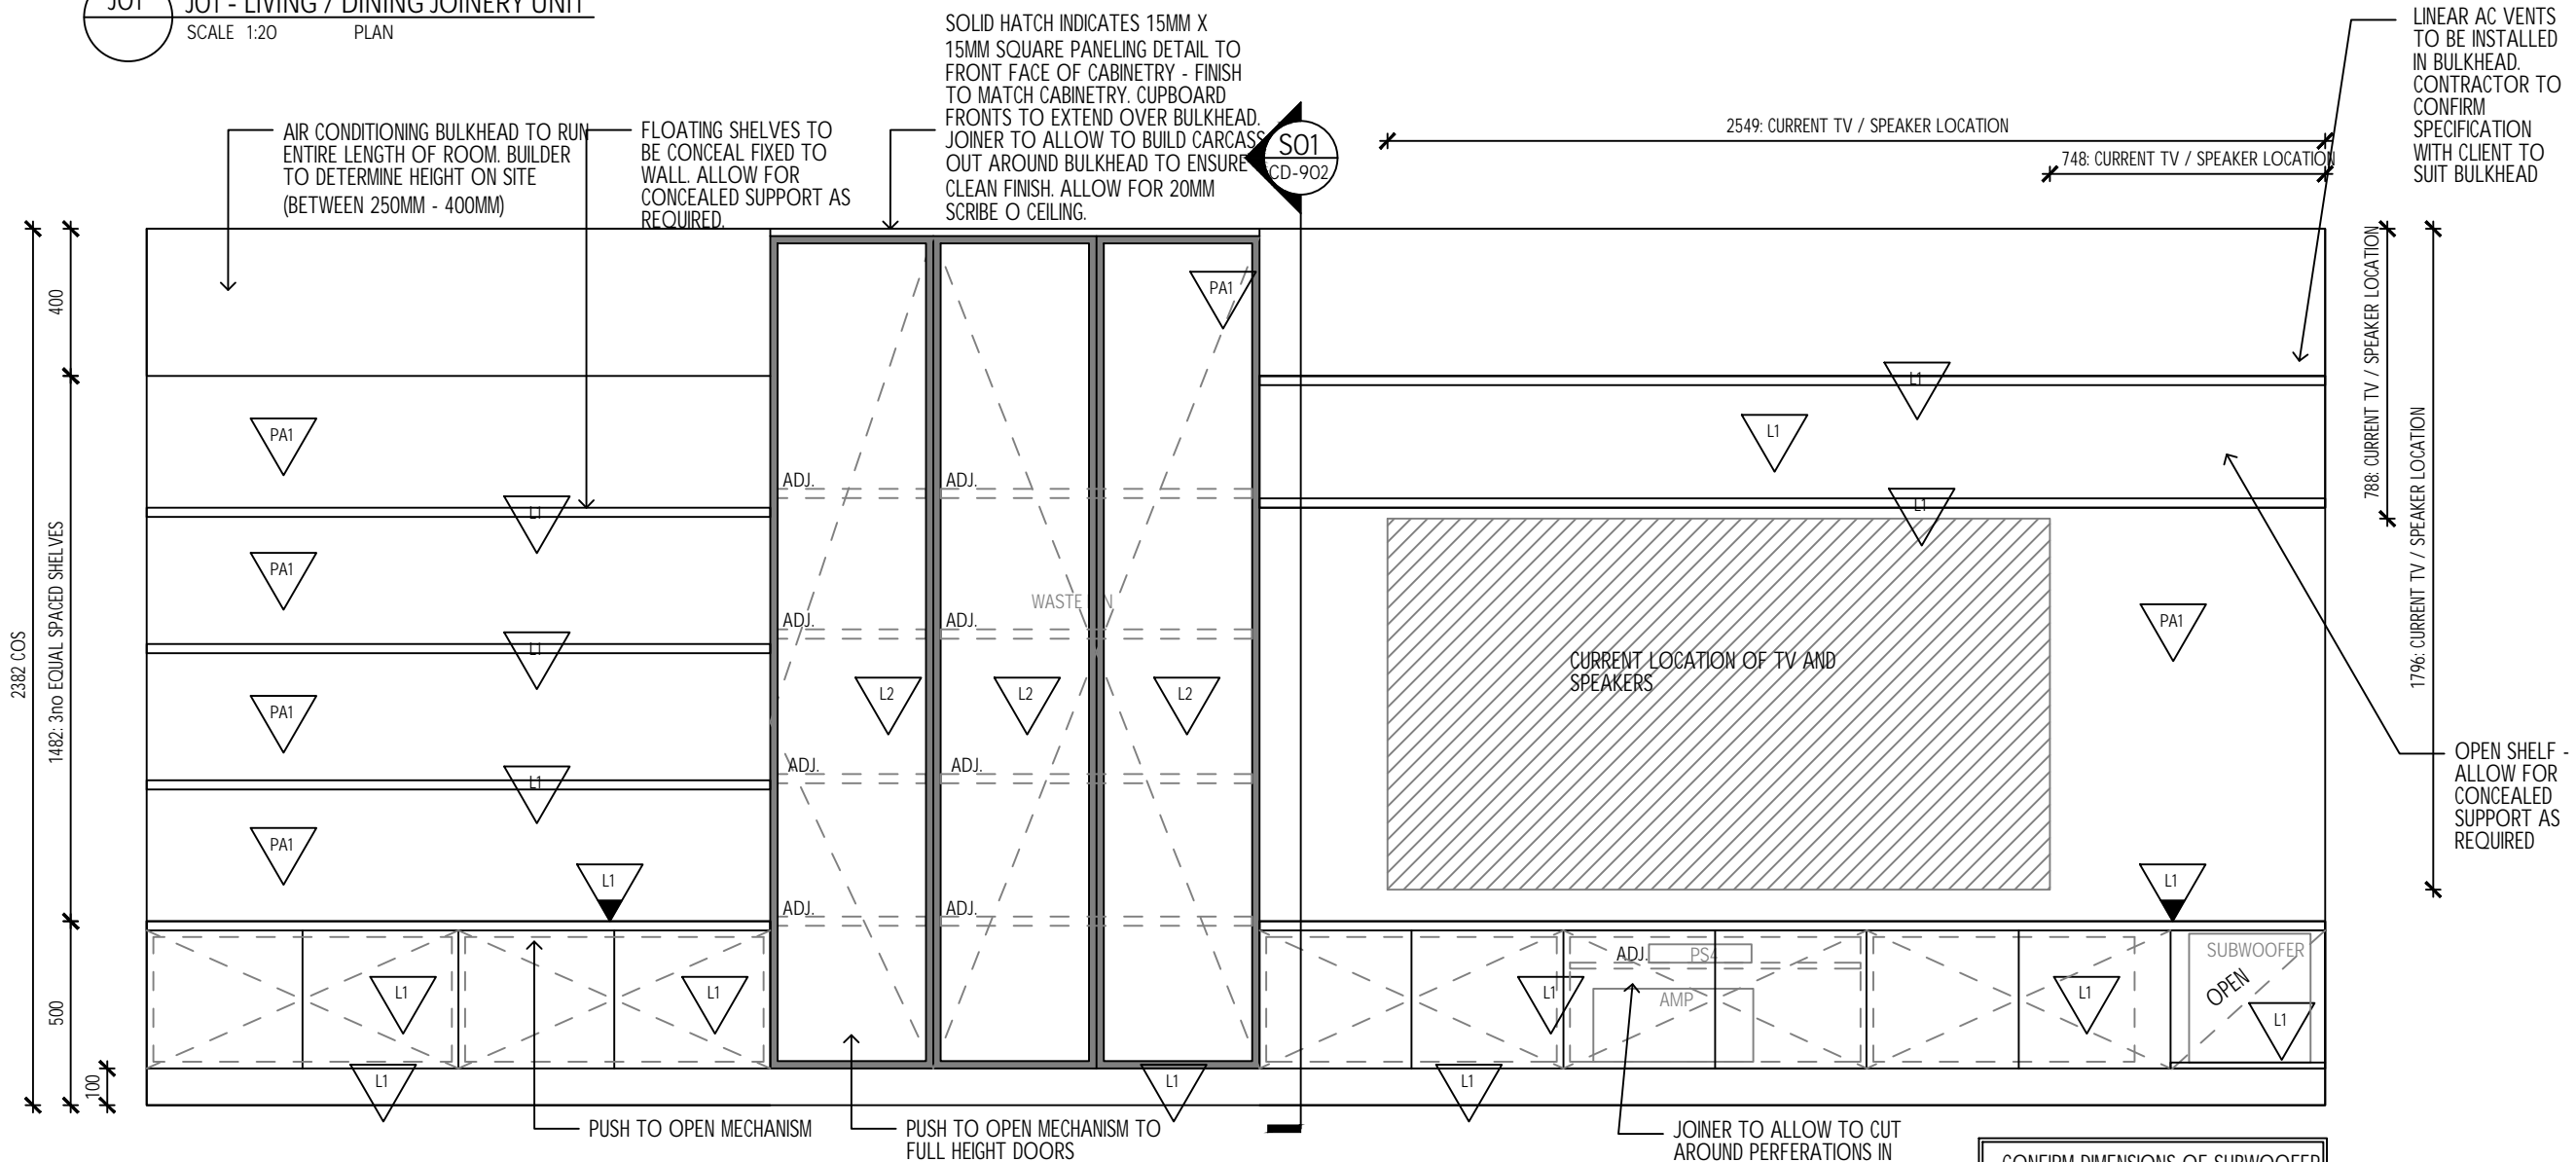 JO1
JO1 - LIVING / DINING JOINERY UNIT
SCALE 1:20 PLAN
AIR CONDITIONING BULKHEAD TO RUN
ENTIRE LENGTH OF ROOM. BUILDER
TO DETERMINE HEIGHT ON SITE
(BETWEEN 250MM - 400MM)
FLOATING SHELVES TO
BE CONCEAL FIXED TO
WALL. ALLOW FOR
CONCEALED SUPPORT AS
REQUIRED.
SOLID HATCH INDICATES 15MM X
15MM SQUARE PANELING DETAIL TO
FRONT FACE OF CABINETRY - FINISH
TO MATCH CABINETRY. CUPBOARD
FRONTS TO EXTEND OVER BULKHEAD.
JOINER TO ALLOW TO BUILD CARCASS
OUT AROUND BULKHEAD TO ENSURE
CLEAN FINISH. ALLOW FOR 20MM
SCRIBE O CEILING.
S01
CD-902
2549: CURRENT TV / SPEAKER LOCATION
748: CURRENT TV / SPEAKER LOCATION
LINEAR AC VENTS
TO BE INSTALLED
IN BULKHEAD.
CONTRACTOR TO
CONFIRM
SPECIFICATION
WITH CLIENT TO
SUIT BULKHEAD
2382 COS
400
1482: 3no EQUAL SPACED SHELVES
500
100
PA1
PA1
PA1
PA1
L1
L1
L1
L1
L1
L1
L1
PA1
ADJ.
ADJ.
ADJ.
ADJ.
ADJ.
ADJ.
ADJ.
ADJ.
L2
L2
L2
L1
L1
L1
L1
PA1
CURRENT LOCATION OF TV AND
SPEAKERS
788: CURRENT TV / SPEAKER LOCATION
1796: CURRENT TV / SPEAKER LOCATION
OPEN SHELF -
ALLOW FOR
CONCEALED
SUPPORT AS
REQUIRED
L1
L1
ADJ.
PS4
AMP
L1
SUBWOOFER
OPEN
L1
L1
PUSH TO OPEN MECHANISM
PUSH TO OPEN MECHANISM TO
FULL HEIGHT DOORS
JOINER TO ALLOW TO CUT
AROUND PERFERATIONS IN
CONFIRM DIMENSIONS OF SUBWOOFER
WASTE